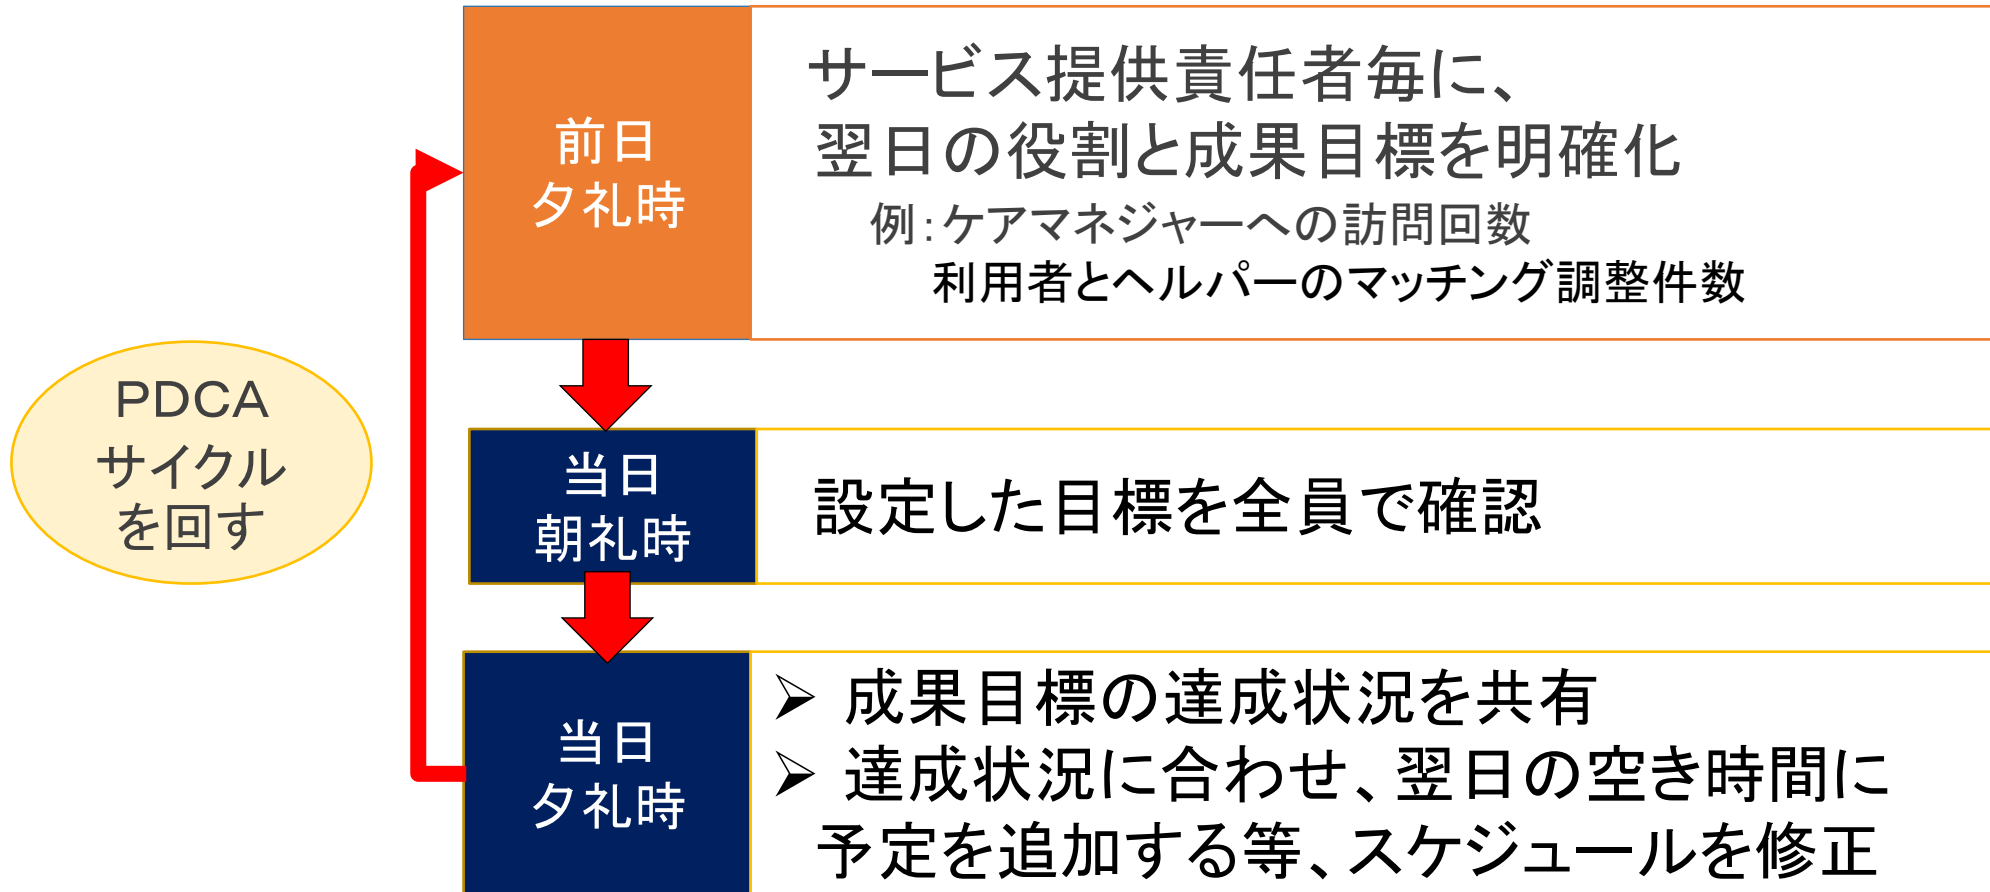 前日
夕礼時
サービス提供責任者毎に、
翌日の役割と成果目標を明確化
例：ケアマネジャーへの訪問回数
利用者とヘルパーのマッチング調整件数
PDCA
サイクル
を回す
当日
朝礼時
設定した目標を全員で確認
当日
夕礼時
➢ 成果目標の達成状況を共有
➢ 達成状況に合わせ、翌日の空き時間に
予定を追加する等、スケジュールを修正